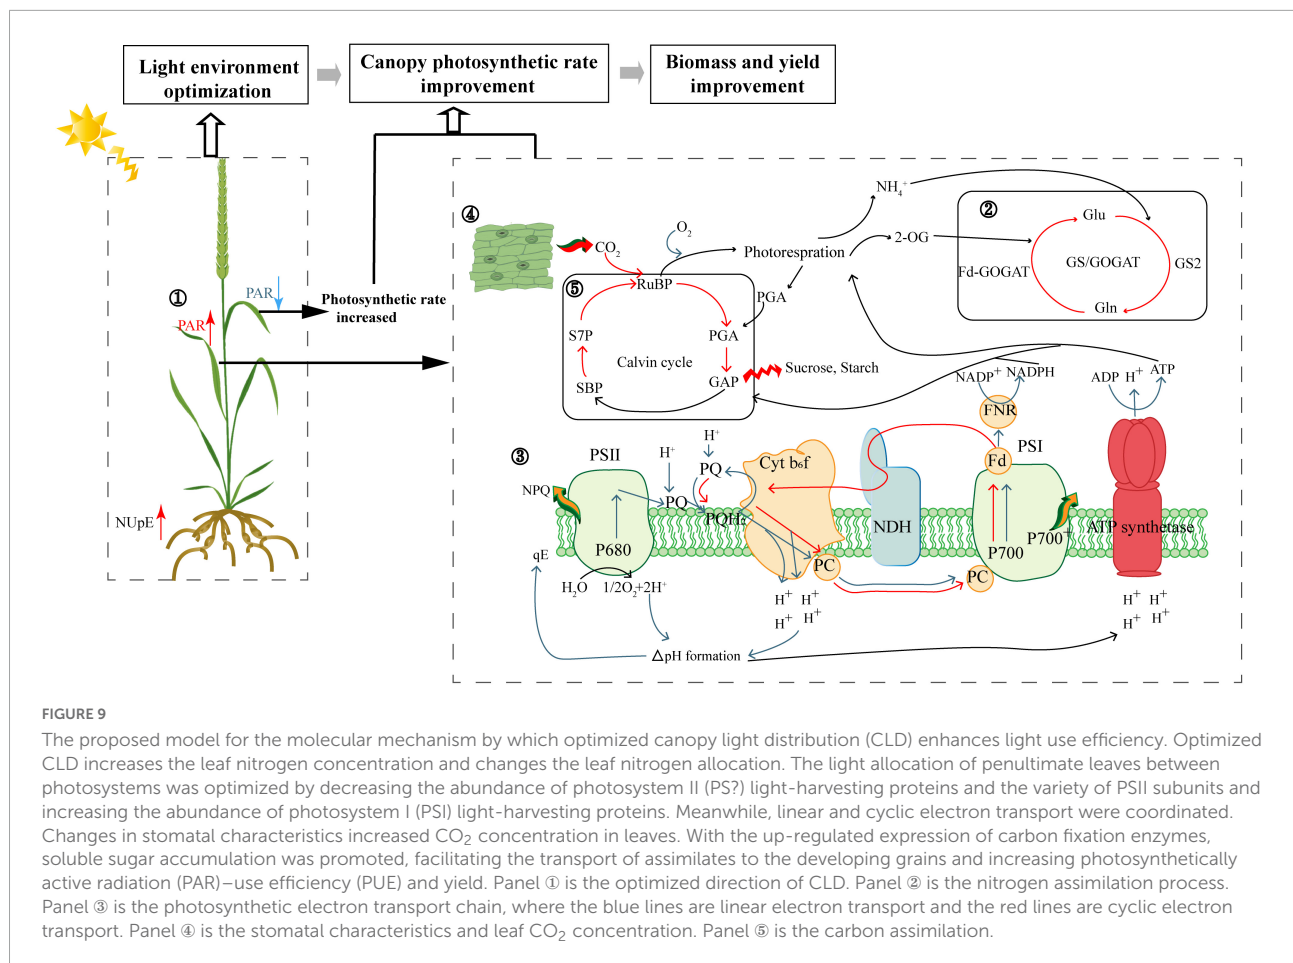 Light environment
optimization
Canopy photosynthetic rate
improvement
Biomass and yield
improvement
①
PAR
PAR
NUpE
Photosynthetic rate
increased
④
CO₂
O₂
Photorespration
NH₄⁺
2-OG
②
Glu
Fd-GOGAT
GS/GOGAT
GS2
Gln
⑤
RuBP
PGA
S7P
PGA
Calvin cycle
SBP
GAP
Sucrose, Starch
NADP⁺ NADPH
ADP H⁺ ATP
FNR
③
PSII
H⁺
H⁺
PQ
Cyt b₆f
Fd
PSI
NPQ
PQ
PQH₂
NDH
P700+
ATP synthetase
qE
P680
P700
PC
PC
H₂O
1/2O₂+2H⁺
H⁺ H⁺
H⁺ H⁺
H⁺ H⁺
H⁺ H⁺
△pH formation
FIGURE 9
The proposed model for the molecular mechanism by which optimized canopy light distribution (CLD) enhances light use efficiency. Optimized
CLD increases the leaf nitrogen concentration and changes the leaf nitrogen allocation. The light allocation of penultimate leaves between
photosystems was optimized by decreasing the abundance of photosystem II (PS?) light-harvesting proteins and the variety of PSII subunits and
increasing the abundance of photosystem I (PSI) light-harvesting proteins. Meanwhile, linear and cyclic electron transport were coordinated.
Changes in stomatal characteristics increased CO₂ concentration in leaves. With the up-regulated expression of carbon fixation enzymes,
soluble sugar accumulation was promoted, facilitating the transport of assimilates to the developing grains and increasing photosynthetically
active radiation (PAR)–use efficiency (PUE) and yield. Panel ① is the optimized direction of CLD. Panel ② is the nitrogen assimilation process.
Panel ③ is the photosynthetic electron transport chain, where the blue lines are linear electron transport and the red lines are cyclic electron
transport. Panel ④ is the stomatal characteristics and leaf CO₂ concentration. Panel ⑤ is the carbon assimilation.